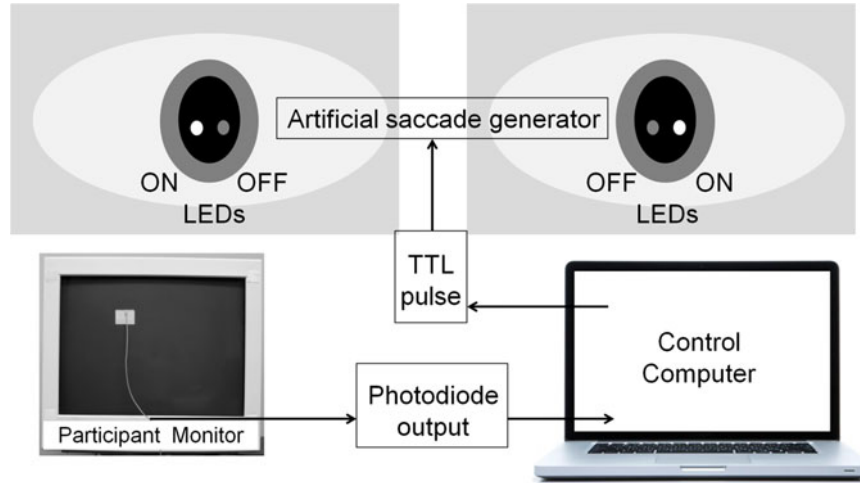 Artificial saccade generator
ON OFF
LEDs
OFF ON
LEDs
TTL
pulse
Control
Computer
Photodiode
output
Participant Monitor